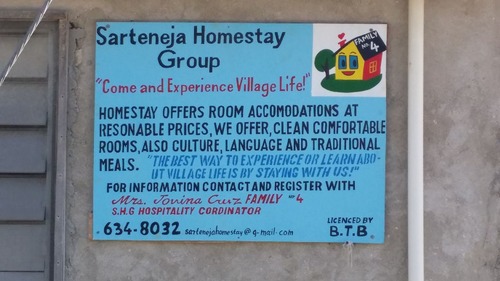 Sarteneja Homestay
Group
FAMILY
No 4
"Come and Experience Village Life!"
HOMESTAY OFFERS ROOM ACCOMODATIONS AT
RESONABLE PRICES, WE OFFER, CLEAN COMFORTABLE
ROOMS, ALSO CULTURE, LANGUAGE AND TRADITIONAL
MEALS. "THE BEST WAY TO EXPERIENCE OR LEARN ABO-
UT VILLAGE LIFE IS BY STAYING WITH US!"
FOR INFORMATION CONTACT AND REGISTER WITH
Mrs. Jovina Cruz FAMILY No 4
S.H.G HOSPITALITY CORDINATOR
634-8032 sartenejahomestay@g-mail.com
LICENCED BY
B.T.B.